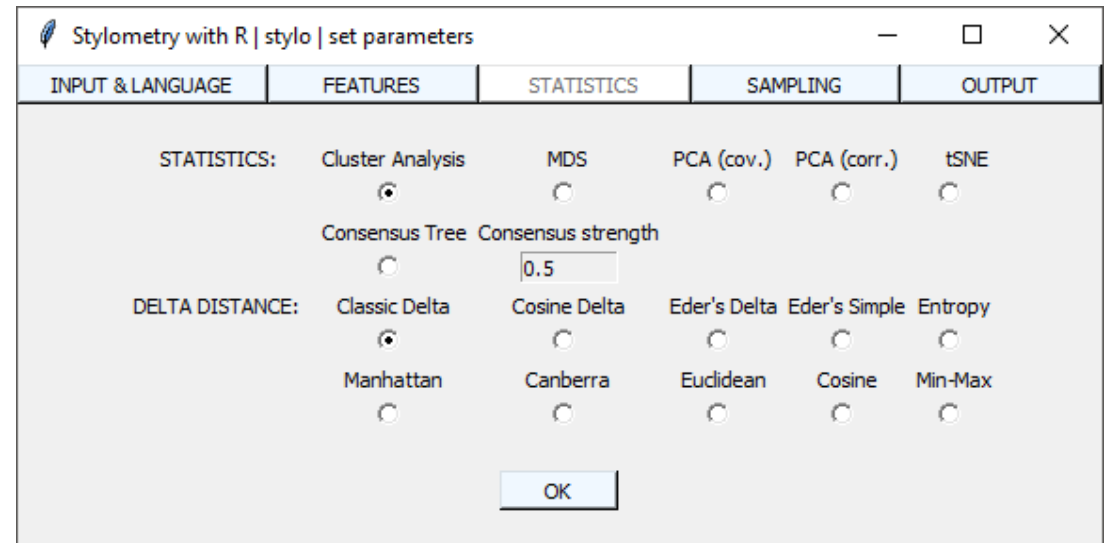 Stylometry with R | stylo | set parameters
INPUT & LANGUAGE FEATURES STATISTICS SAMPLING OUTPUT
STATISTICS: Cluster Analysis MDS PCA (cov.) PCA (corr.) tSNE
Consensus Tree Consensus strength
0.5
DELTA DISTANCE: Classic Delta Cosine Delta Eder's Delta Eder's Simple Entropy
Manhattan Canberra Euclidean Cosine Min-Max
OK